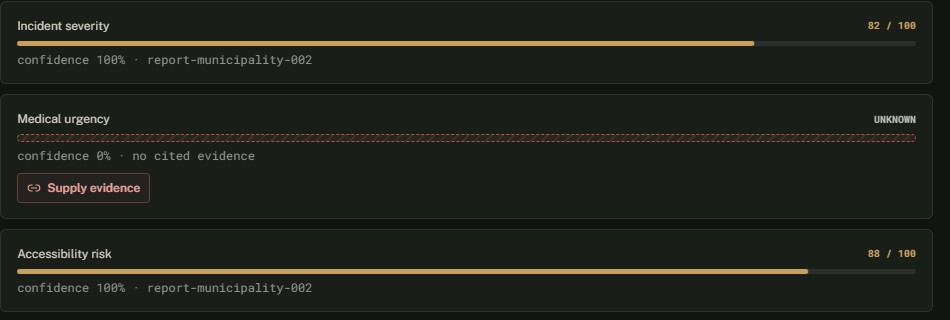 Incident severity
82 / 100
confidence 100% · report-municipality-002
Medical urgency
UNKNOWN
confidence 0% · no cited evidence
Supply evidence
Accessibility risk
88 / 100
confidence 100% · report-municipality-002